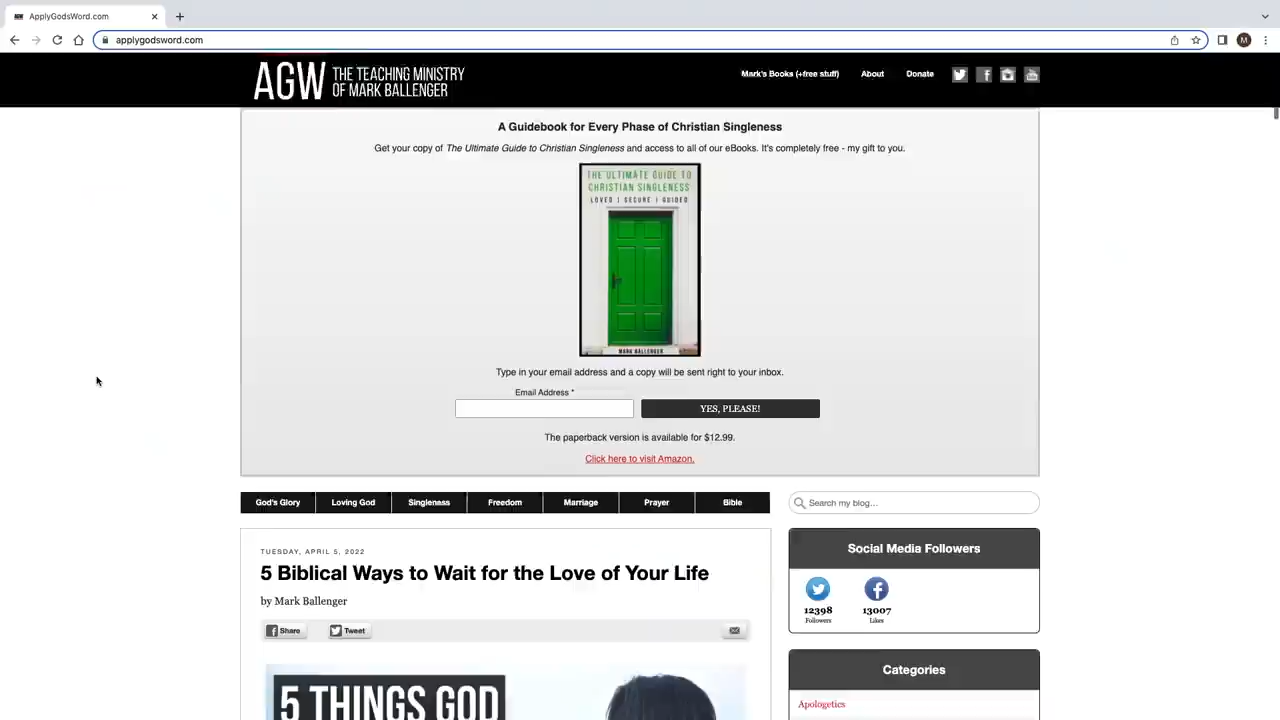 ApplyGodsWord.com
applygodsword.com
M
AGW THE TEACHING MINISTRY
OF MARK BALLENGER
Mark's Books (+free stuff) About Donate
A Guidebook for Every Phase of Christian Singleness
Get your copy of The Ultimate Guide to Christian Singleness and access to all of our eBooks. It's completely free - my gift to you.
THE ULTIMATE GUIDE TO
CHRISTIAN SINGLENESS
LOVED | SECURE | GUIDED
MARK BALLENGER
Type in your email address and a copy will be sent right to your inbox.
Email Address *
YES, PLEASE!
The paperback version is available for $12.99.
Click here to visit Amazon.
God's Glory Loving God Singleness Freedom Marriage Prayer Bible
Search my blog...
TUESDAY, APRIL 5, 2022
5 Biblical Ways to Wait for the Love of Your Life
by Mark Ballenger
Share Tweet
5 THINGS GOD
Social Media Followers
12398 13007
Followers Likes
Categories
Apologetics